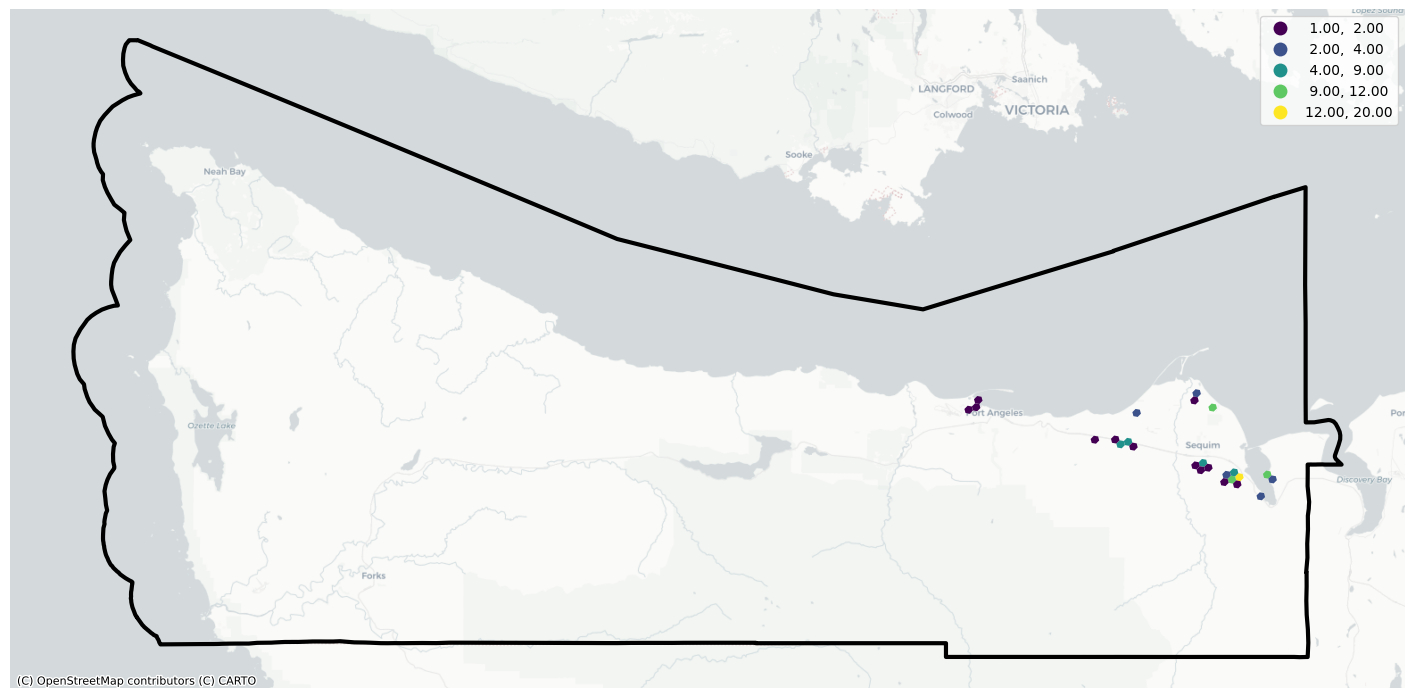 Lopez Sound
1.00,  2.00
2.00,  4.00
4.00,  9.00
9.00, 12.00
12.00, 20.00
Saanich
LANGFORD
VICTORIA
Colwood
Sooke
Neah Bay
Port Angeles
Ozette Lake
Sequim
Discovery Bay
Forks
(C) OpenStreetMap contributors (C) CARTO